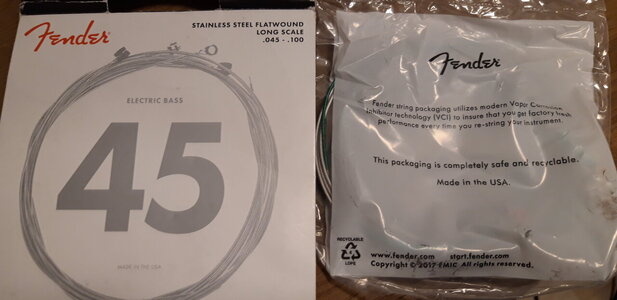 Fender
STAINLESS STEEL FLATWOUND
LONG SCALE
.045 - .100
ELECTRIC BASS
45
MADE IN THE USA
Fender
Fender string packaging utilizes modern Vapor Corrosion
Inhibitor technology (VCI) to insure that you get factory fresh
performance every time you re-string your instrument.
This packaging is completely safe and recyclable.
Made in the USA.
RECYCLABLE
4
LDPE
www.fender.com start.fender.com
Copyright © 2017 FMIC All rights reserved.